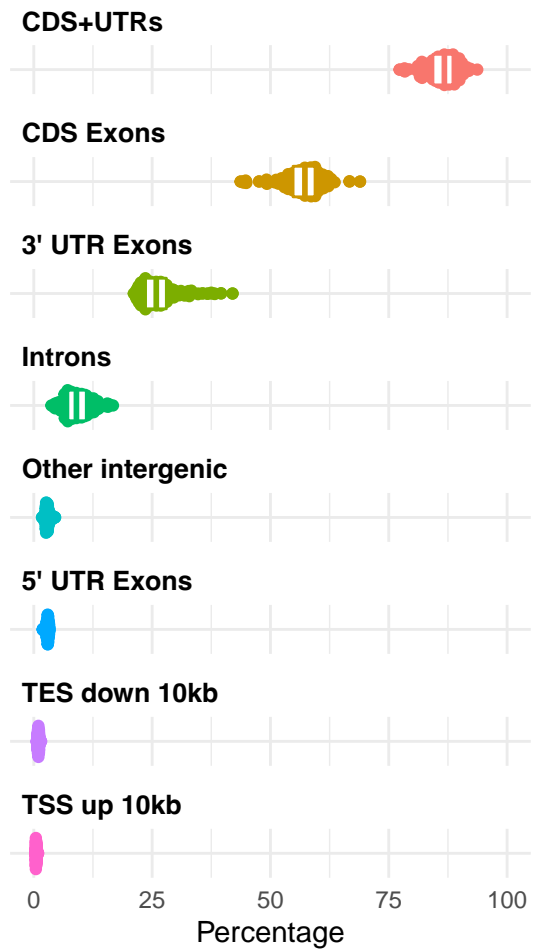 CDS+UTRs
CDS Exons
3' UTR Exons
Introns
Other intergenic
5' UTR Exons
TES down 10kb
TSS up 10kb
0 25 50 75 100
Percentage